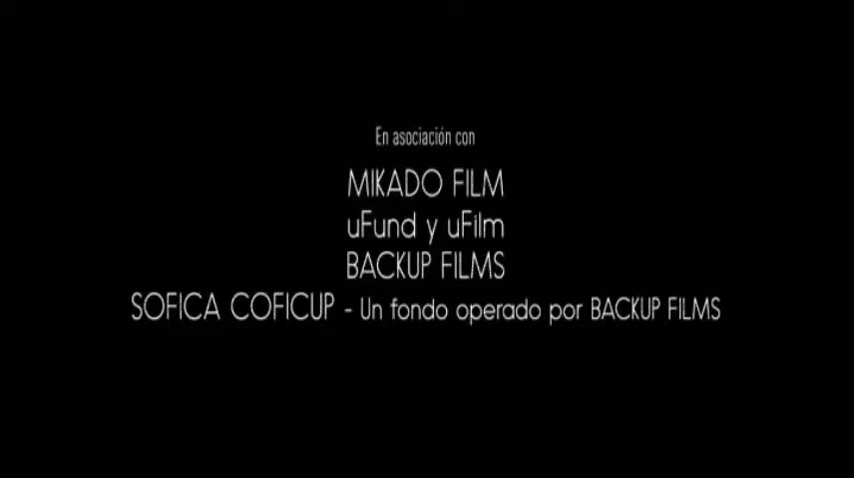 En asociación con
MIKADO FILM
uFund y uFilm
BACKUP FILMS
SOFICA COFICUP - Un fondo operado por BACKUP FILMS